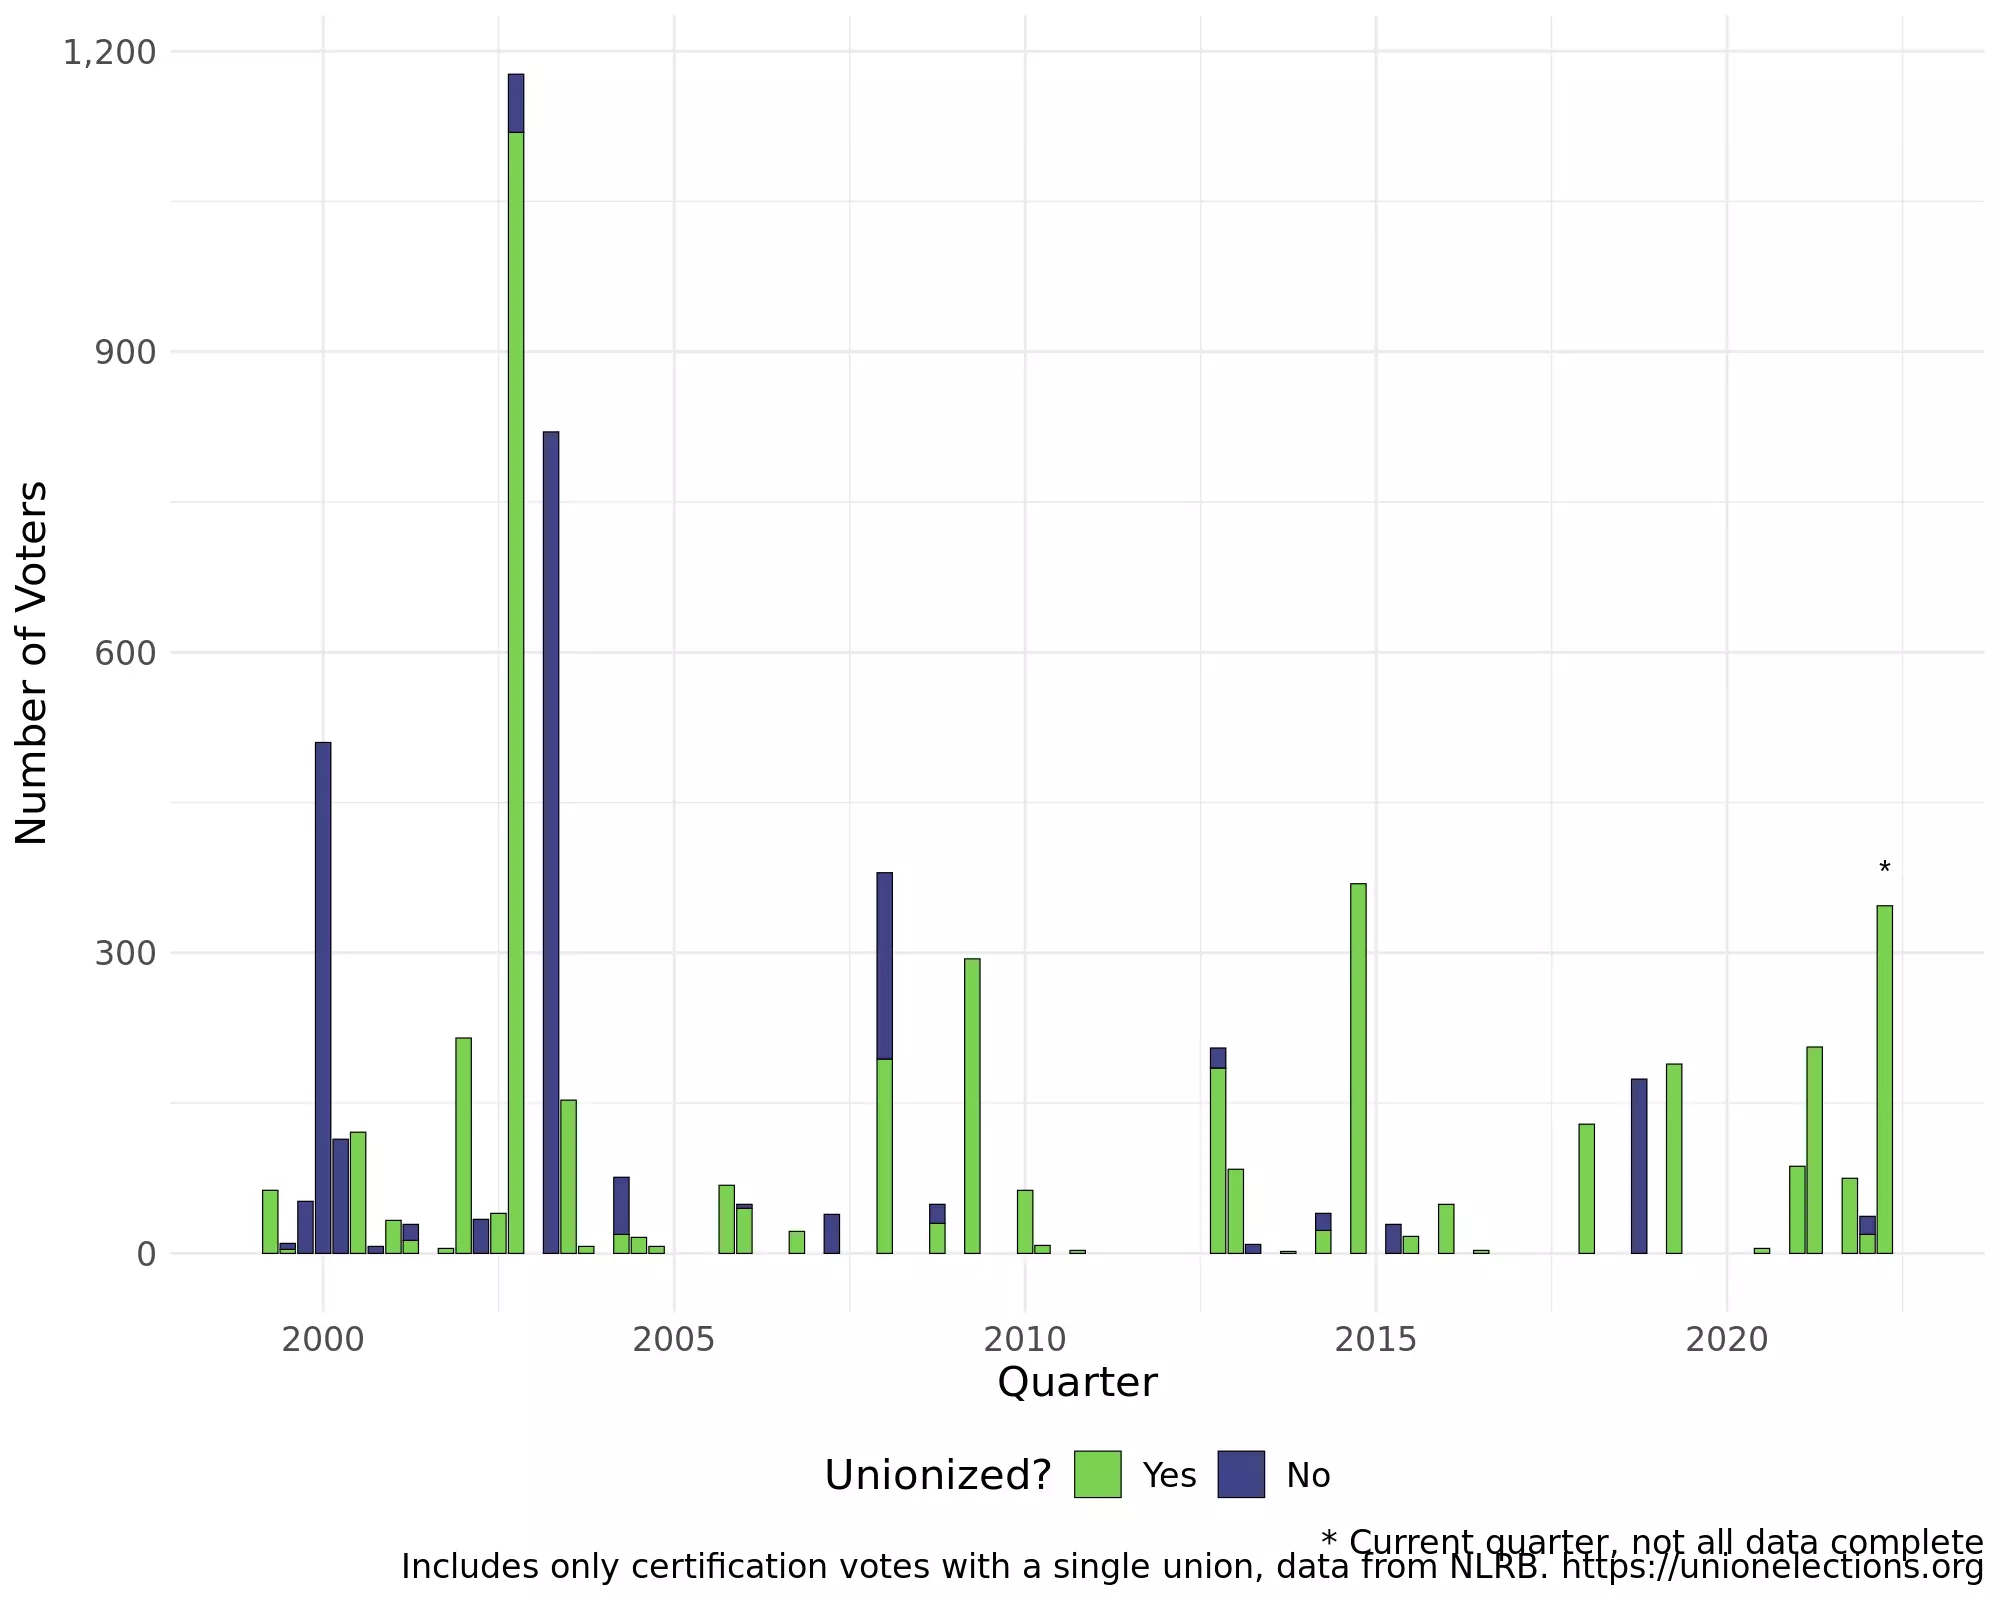 1,200
900
600
300
0
Number of Voters
*
2000 2005 2010 2015 2020
Quarter
Unionized? Yes No
* Current quarter, not all data complete
Includes only certification votes with a single union, data from NLRB. https://unionelections.org